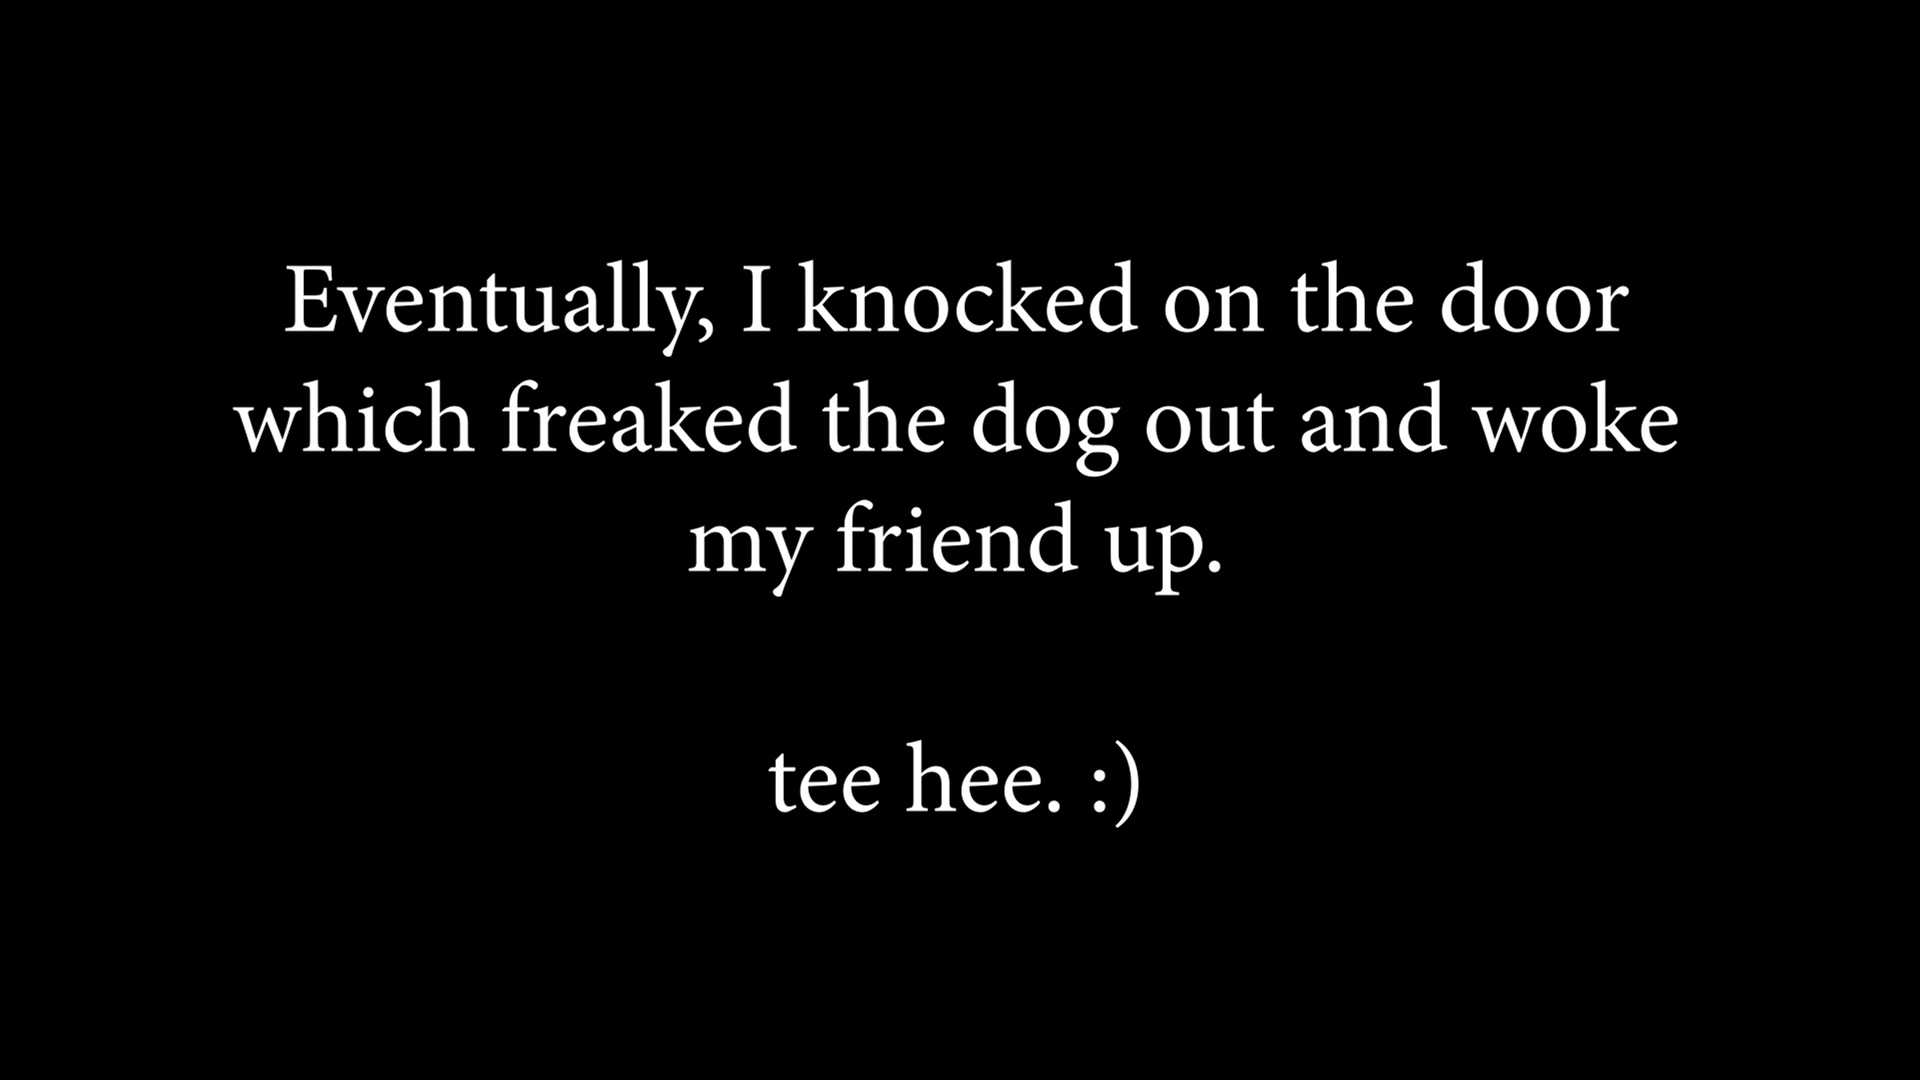 Eventually, I knocked on the door
which freaked the dog out and woke
my friend up.
tee hee. :)